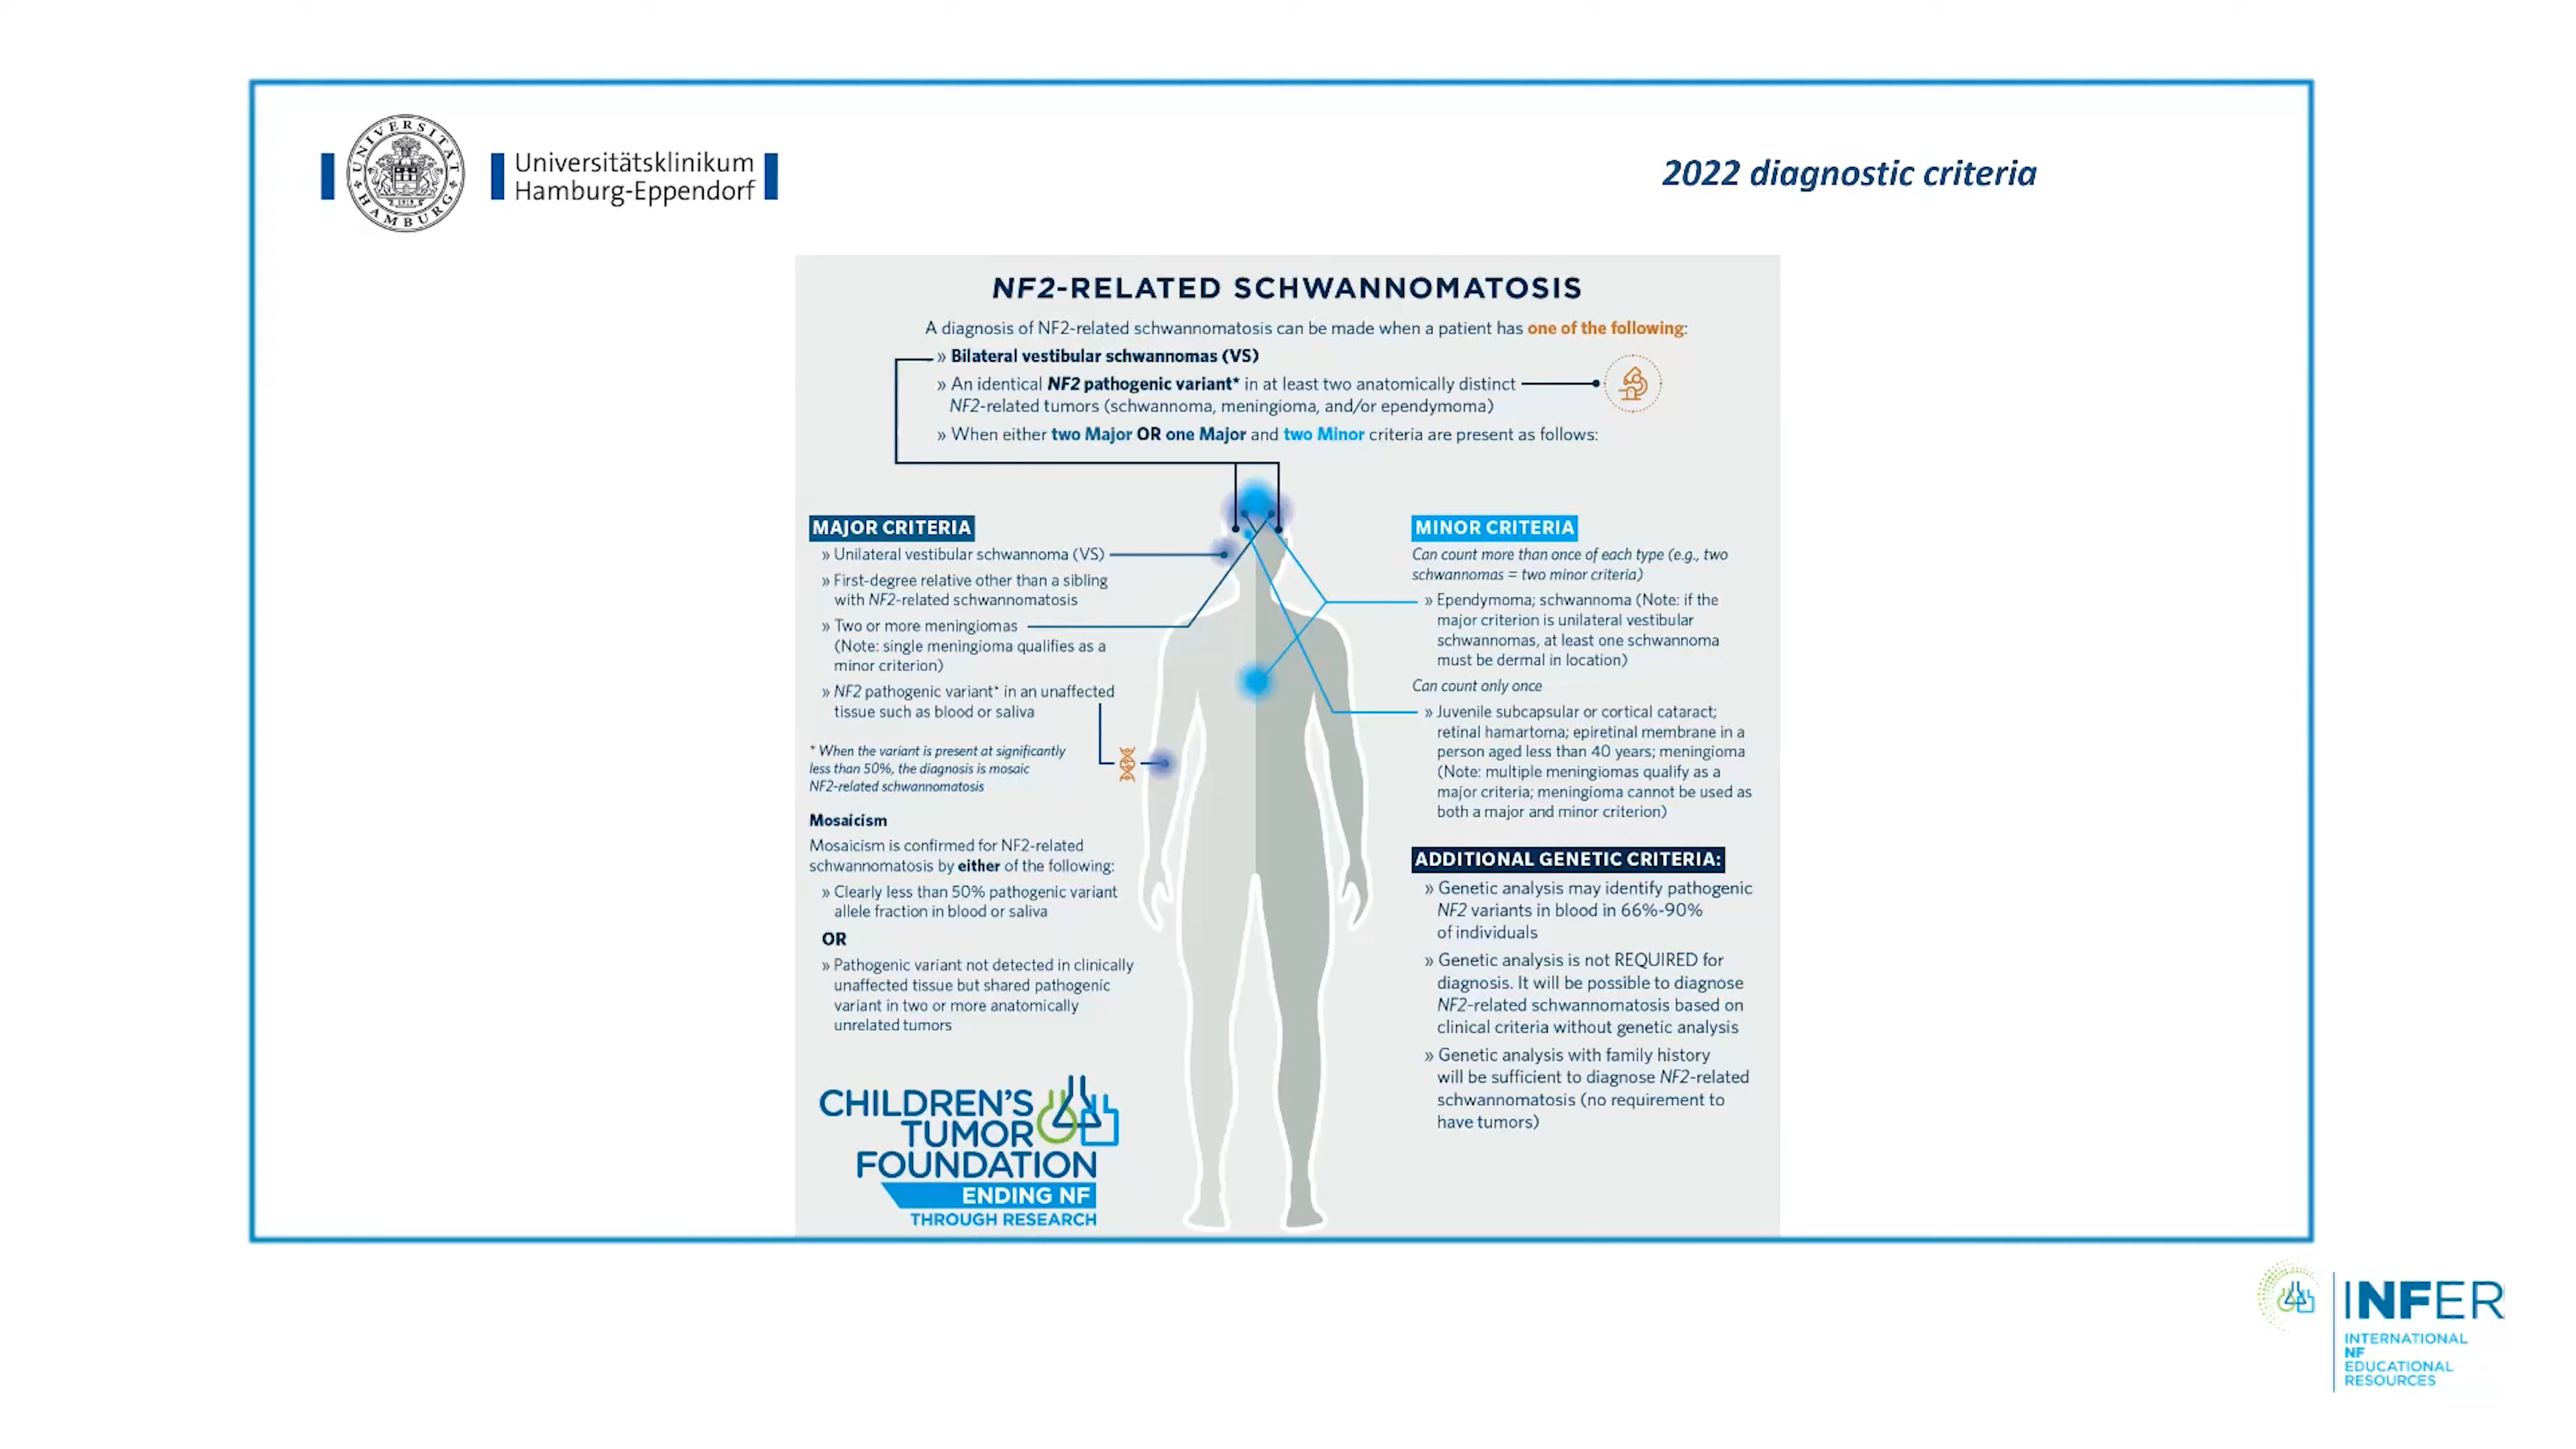 UNIVERSITÄT
HAMBURG
Universitätsklinikum
Hamburg-Eppendorf
2022 diagnostic criteria
NF2-RELATED SCHWANNOMATOSIS
A diagnosis of NF2-related schwannomatosis can be made when a patient has one of the following:
» Bilateral vestibular schwannomas (VS)
» An identical NF2 pathogenic variant* in at least two anatomically distinct
NF2-related tumors (schwannoma, meningioma, and/or ependymoma)
» When either two Major OR one Major and two Minor criteria are present as follows:
MAJOR CRITERIA
» Unilateral vestibular schwannoma (VS)
» First-degree relative other than a sibling
with NF2-related schwannomatosis
» Two or more meningiomas
(Note: single meningioma qualifies as a
minor criterion)
» NF2 pathogenic variant* in an unaffected
tissue such as blood or saliva
* When the variant is present at significantly
less than 50%, the diagnosis is mosaic
NF2-related schwannomatosis
Mosaicism
Mosaicism is confirmed for NF2-related
schwannomatosis by either of the following:
» Clearly less than 50% pathogenic variant
allele fraction in blood or saliva
OR
» Pathogenic variant not detected in clinically
unaffected tissue but shared pathogenic
variant in two or more anatomically
unrelated tumors
CHILDREN'S
TUMOR
FOUNDATION
ENDING NF
THROUGH RESEARCH
MINOR CRITERIA
Can count more than once of each type (e.g., two
schwannomas = two minor criteria)
» Ependymoma; schwannoma (Note: if the
major criterion is unilateral vestibular
schwannomas, at least one schwannoma
must be dermal in location)
Can count only once
» Juvenile subcapsular or cortical cataract;
retinal hamartoma; epiretinal membrane in a
person aged less than 40 years; meningioma
(Note: multiple meningiomas qualify as a
major criteria; meningioma cannot be used as
both a major and minor criterion)
ADDITIONAL GENETIC CRITERIA:
» Genetic analysis may identify pathogenic
NF2 variants in blood in 66%-90%
of individuals
» Genetic analysis is not REQUIRED for
diagnosis. It will be possible to diagnose
NF2-related schwannomatosis based on
clinical criteria without genetic analysis
» Genetic analysis with family history
will be sufficient to diagnose NF2-related
schwannomatosis (no requirement to
have tumors)
INFER
INTERNATIONAL
NF
EDUCATIONAL
RESOURCES